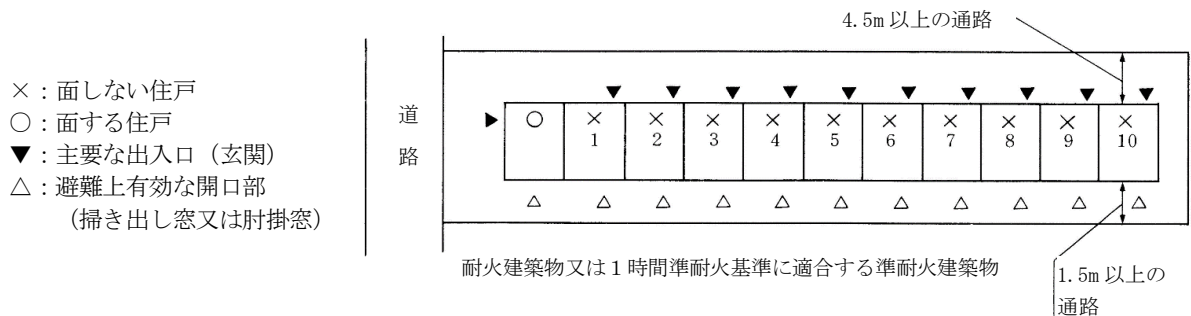 4.5m 以上の通路
×：面しない住戸
○：面する住戸
▼：主要な出入口（玄関）
△：避難上有効な開口部
（掃き出し窓又は肘掛窓）
道
路
○ × × × × × × × × × ×
1 2 3 4 5 6 7 8 9 10
耐火建築物又は１時間準耐火基準に適合する準耐火建築物
1.5m 以上の
通路